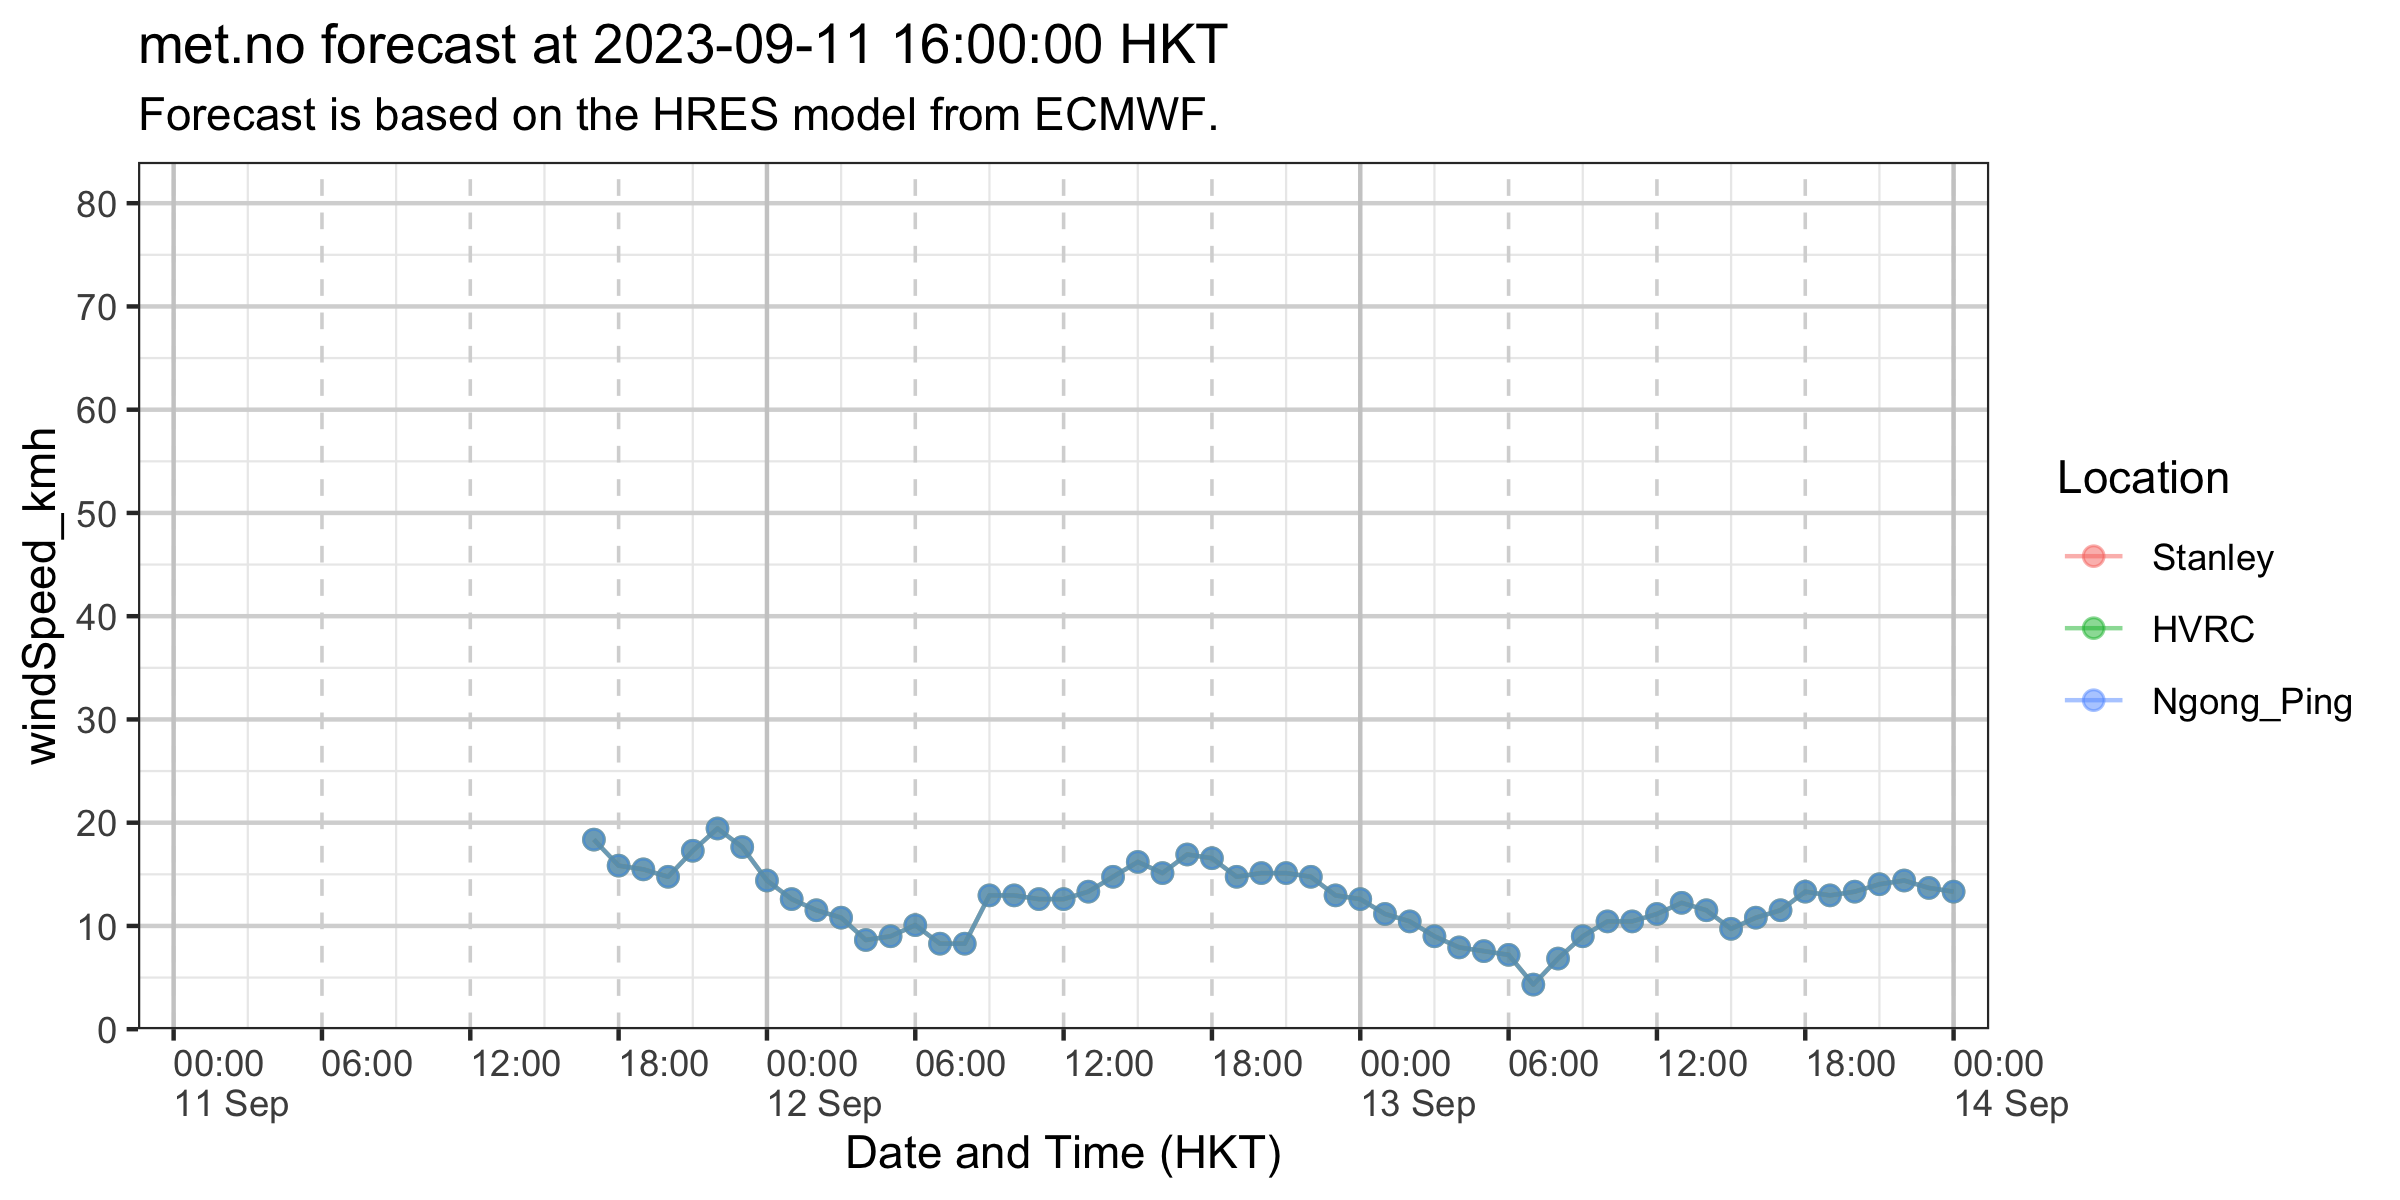 met.no forecast at 2023-09-11 16:00:00 HKT
Forecast is based on the HRES model from ECMWF.
windSpeed_kmh
80
70
60
50
40
30
20
10
0
00:00 06:00 12:00 18:00 00:00 06:00 12:00 18:00 00:00 06:00 12:00 18:00 00:00
11 Sep 12 Sep 13 Sep 14 Sep
Date and Time (HKT)
Location
Stanley
HVRC
Ngong_Ping